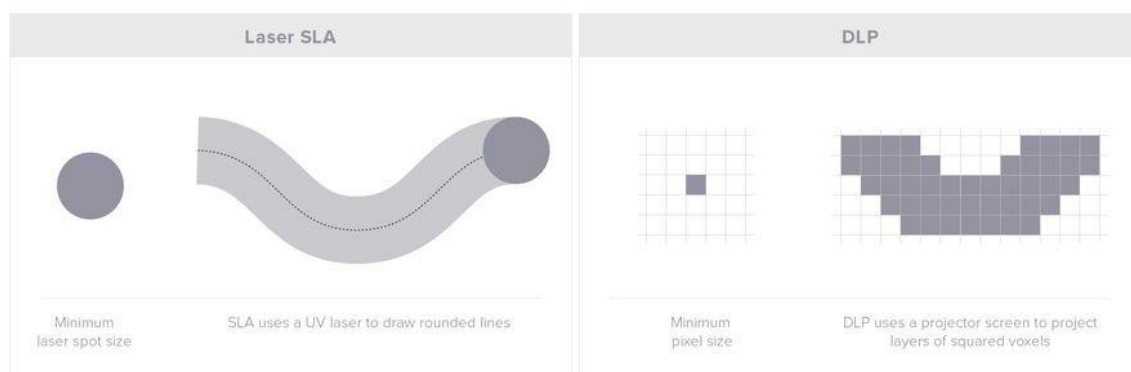 Laser SLA
Minimum
laser spot size
SLA uses a UV laser to draw rounded lines
DLP
Minimum
pixel size
DLP uses a projector screen to project
layers of squared voxels